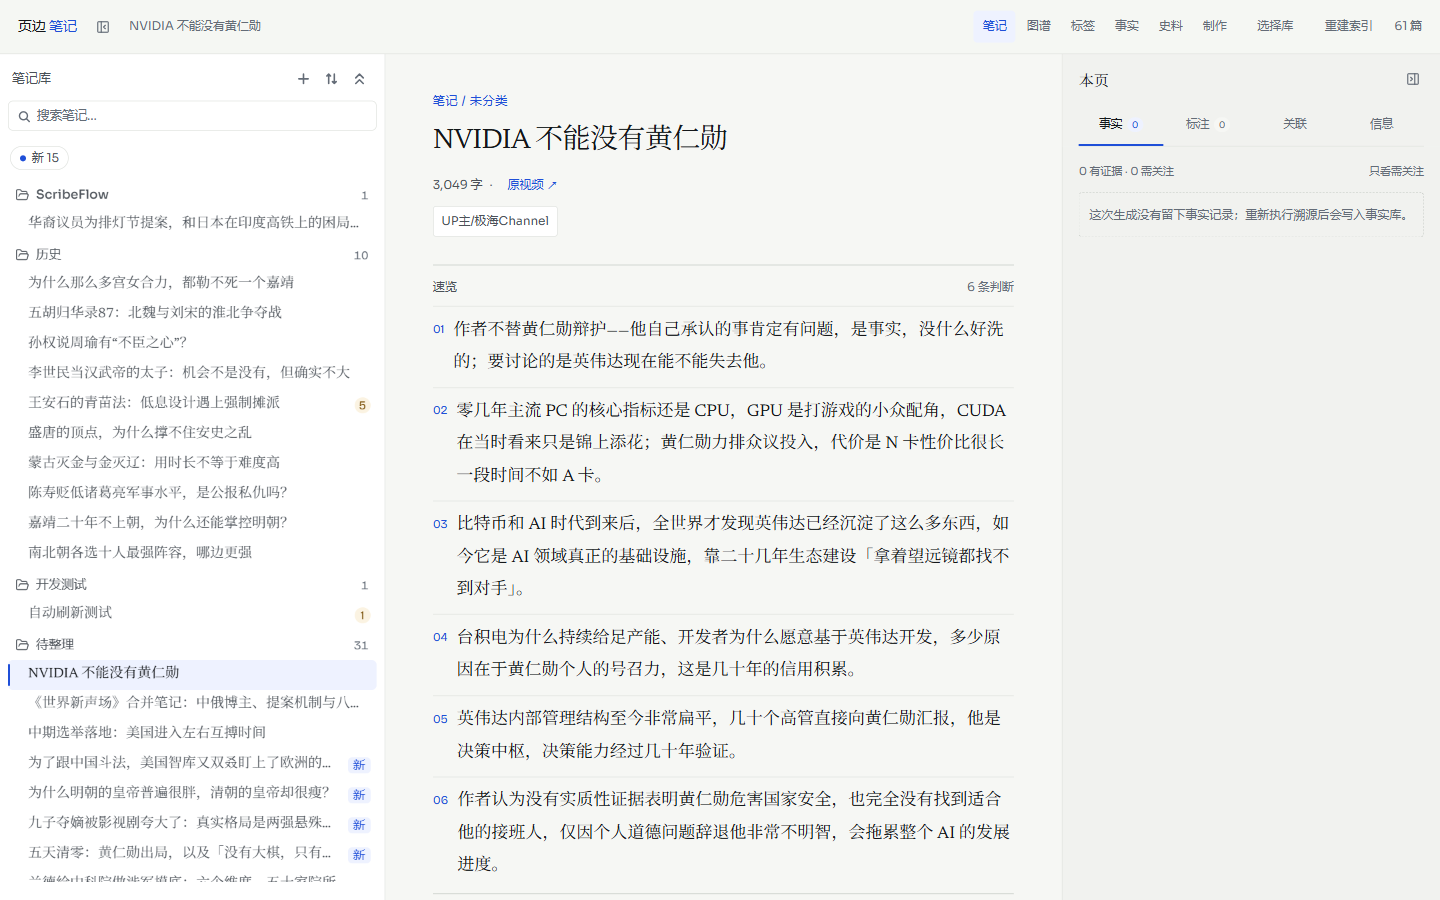 页边 笔记
NVIDIA 不能没有黄仁勋
笔记 图谱 标签 事实 史料 制作 选择库 重建索引 61 篇
笔记库
搜索笔记...
新 15
ScribeFlow 1
华裔议员为排灯节提案，和日本在印度高铁上的困局...
历史 10
为什么那么多宫女合力，都勒不死一个嘉靖
五胡归华录87：北魏与刘宋的淮北争夺战
孙权说周瑜有“不臣之心”？
李世民当汉武帝的太子：机会不是没有，但确实不大
王安石的青苗法：低息设计遇上强制摊派 5
盛唐的顶点，为什么撑不住安史之乱
蒙古灭金与金灭辽：用时长不等于难度高
陈寿贬低诸葛亮军事水平，是公报私仇吗？
嘉靖二十年不上朝，为什么还能掌控明朝？
南北朝各选十人最强阵容，哪边更强
开发测试 1
自动刷新测试 1
待整理 31
NVIDIA 不能没有黄仁勋
《世界新声场》合并笔记：中俄博主、提案机制与八...
中期选举落地：美国进入左右互搏时间
为了跟中国斗法，美国智库又双叒盯上了欧洲的... 新
为什么明朝的皇帝普遍很胖，清朝的皇帝却很瘦？ 新
九子夺嫡被影视剧夸大了：真实格局是两强悬殊... 新
五天清零：黄仁勋出局，以及「没有大棋，只有... 新
笔记 / 未分类
NVIDIA 不能没有黄仁勋
3,049 字 · 原视频 ↗
UP主/极海Channel
速览 6 条判断
01 作者不替黄仁勋辩护——他自己承认的事肯定有问题，是事实，没什么好洗
的；要讨论的是英伟达现在能不能失去他。
02 零几年主流 PC 的核心指标还是 CPU，GPU 是打游戏的小众配角，CUDA
在当时看来只是锦上添花；黄仁勋力排众议投入，代价是 N 卡性价比很长
一段时间不如 A 卡。
03 比特币和 AI 时代到来后，全世界才发现英伟达已经沉淀了这么多东西，如
今它是 AI 领域真正的基础设施，靠二十几年生态建设「拿着望远镜都找不
到对手」。
04 台积电为什么持续给足产能、开发者为什么愿意基于英伟达开发，多少原
因在于黄仁勋个人的号召力，这是几十年的信用积累。
05 英伟达内部管理结构至今非常扁平，几十个高管直接向黄仁勋汇报，他是
决策中枢，决策能力经过几十年验证。
06 作者认为没有实质性证据表明黄仁勋危害国家安全，也完全没有找到适合
他的接班人，仅因个人道德问题辞退他非常不明智，会拖累整个 AI 的发展
进度。
本页
事实 0 标注 0 关联 信息
0 有证据 · 0 需关注 只看需关注
这次生成没有留下事实记录；重新执行溯源后会写入事实库。